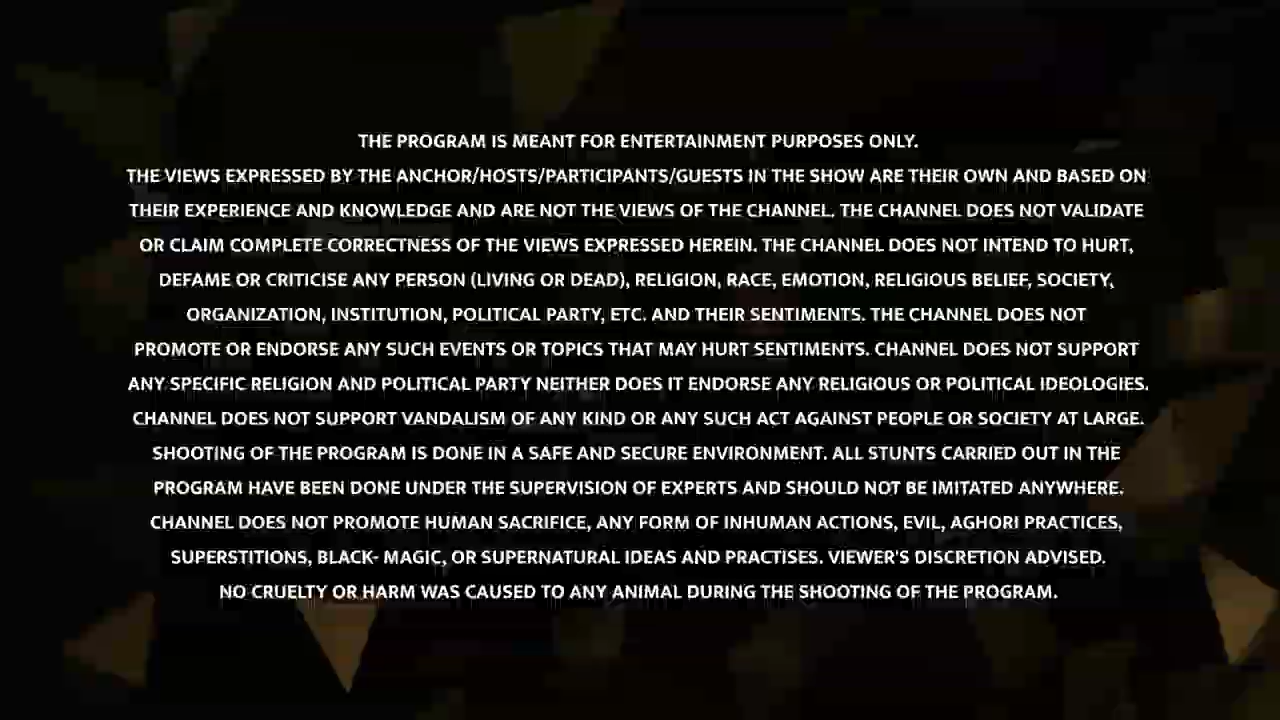 THE PROGRAM IS MEANT FOR ENTERTAINMENT PURPOSES ONLY.
THE VIEWS EXPRESSED BY THE ANCHOR/HOSTS/PARTICIPANTS/GUESTS IN THE SHOW ARE THEIR OWN AND BASED ON
THEIR EXPERIENCE AND KNOWLEDGE AND ARE NOT THE VIEWS OF THE CHANNEL. THE CHANNEL DOES NOT VALIDATE
OR CLAIM COMPLETE CORRECTNESS OF THE VIEWS EXPRESSED HEREIN. THE CHANNEL DOES NOT INTEND TO HURT,
DEFAME OR CRITICISE ANY PERSON (LIVING OR DEAD), RELIGION, RACE, EMOTION, RELIGIOUS BELIEF, SOCIETY,
ORGANIZATION, INSTITUTION, POLITICAL PARTY, ETC. AND THEIR SENTIMENTS. THE CHANNEL DOES NOT
PROMOTE OR ENDORSE ANY SUCH EVENTS OR TOPICS THAT MAY HURT SENTIMENTS. CHANNEL DOES NOT SUPPORT
ANY SPECIFIC RELIGION AND POLITICAL PARTY NEITHER DOES IT ENDORSE ANY RELIGIOUS OR POLITICAL IDEOLOGIES.
CHANNEL DOES NOT SUPPORT VANDALISM OF ANY KIND OR ANY SUCH ACT AGAINST PEOPLE OR SOCIETY AT LARGE.
SHOOTING OF THE PROGRAM IS DONE IN A SAFE AND SECURE ENVIRONMENT. ALL STUNTS CARRIED OUT IN THE
PROGRAM HAVE BEEN DONE UNDER THE SUPERVISION OF EXPERTS AND SHOULD NOT BE IMITATED ANYWHERE.
CHANNEL DOES NOT PROMOTE HUMAN SACRIFICE, ANY FORM OF INHUMAN ACTIONS, EVIL, AGHORI PRACTICES,
SUPERSTITIONS, BLACK- MAGIC, OR SUPERNATURAL IDEAS AND PRACTISES. VIEWER'S DISCRETION ADVISED.
NO CRUELTY OR HARM WAS CAUSED TO ANY ANIMAL DURING THE SHOOTING OF THE PROGRAM.